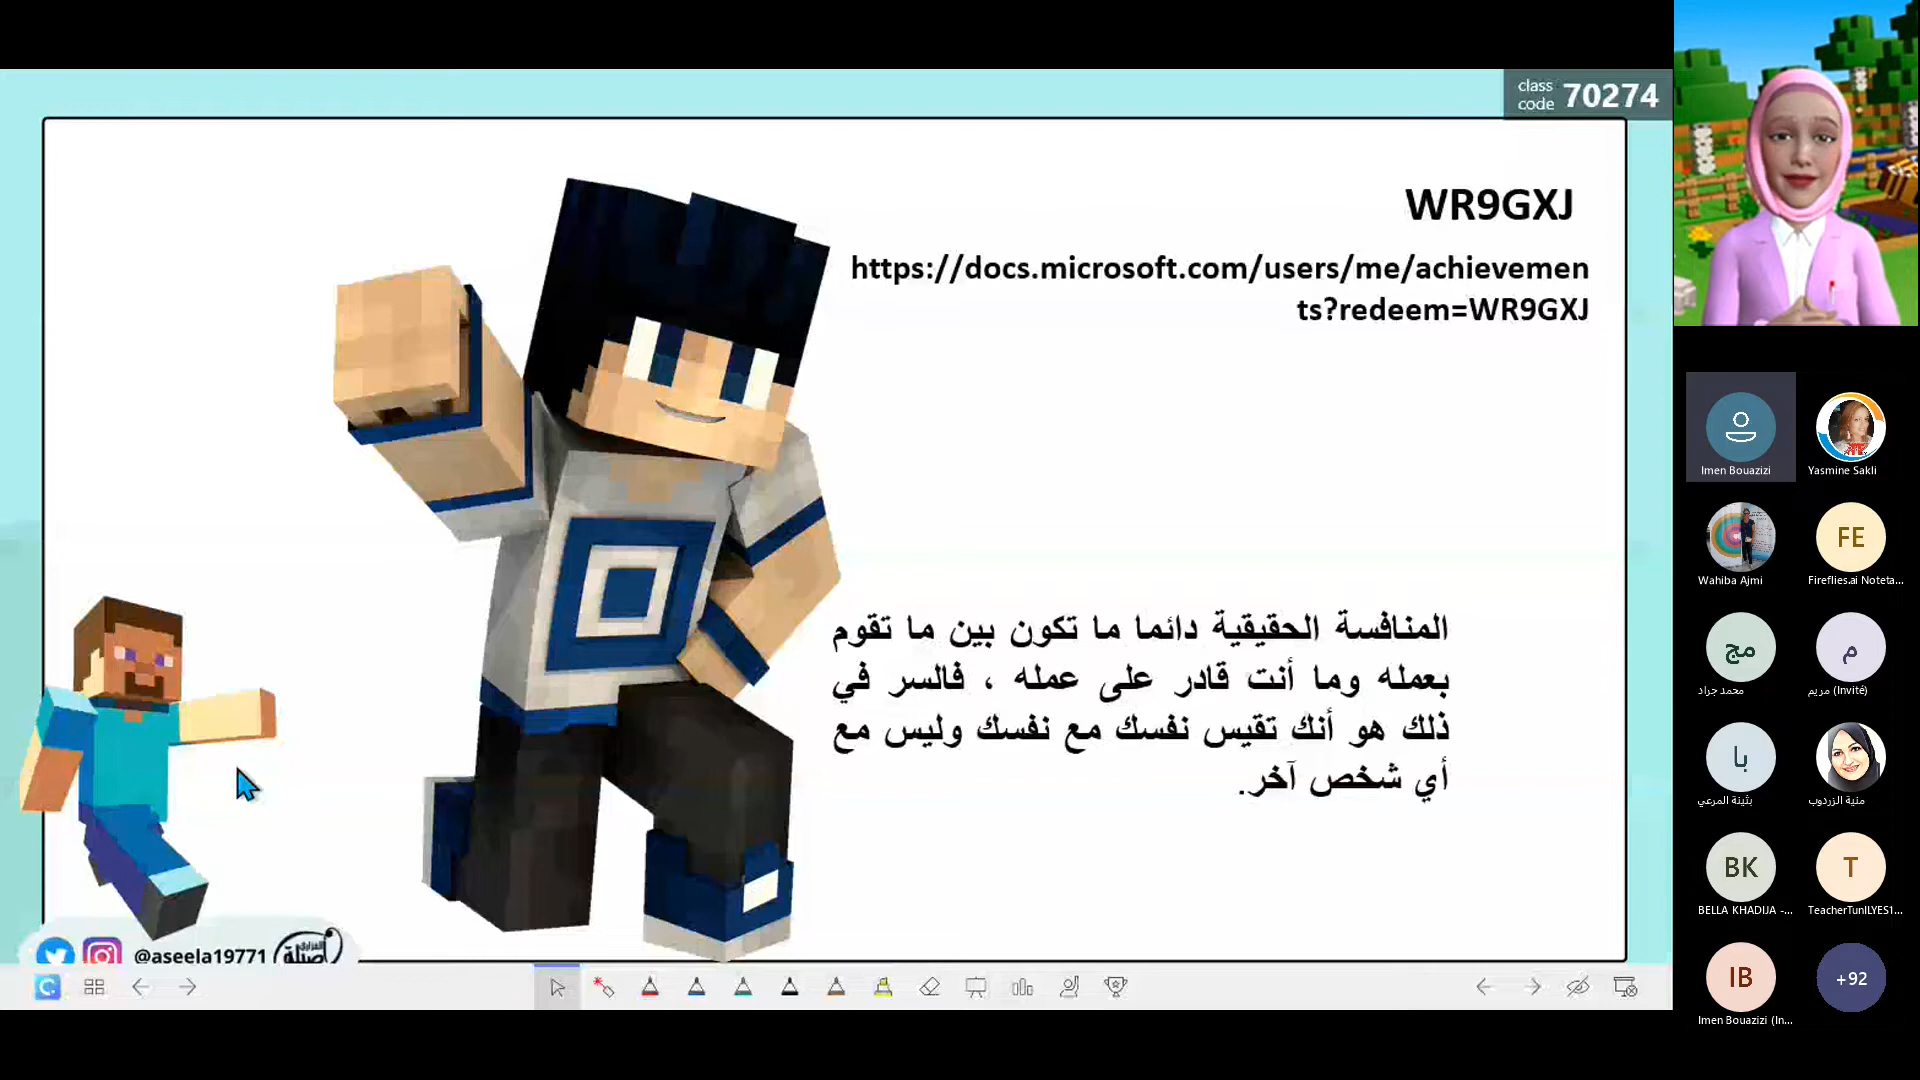 class
code 70274
WR9GXJ
https://docs.microsoft.com/users/me/achievemen
ts?redeem=WR9GXJ
المنافسة الحقيقية دائما ما تكون بين ما تقوم
بعمله وما أنت قادر على عمله ، فالسر في
ذلك هو أنك تقيس نفسك مع نفسك وليس مع
أي شخص آخر.
@aseela19771
Imen Bouazizi
Yasmine Sakli
Wahiba Ajmi
FE
Fireflies.ai Noteta...
مج
محمد جراد
م
مريم (Invité)
با
بثينة المرعي
منية الزردوب
BK
BELLA KHADIJA -...
T
TeacherTunILYES1...
IB
Imen Bouazizi (In...
+92